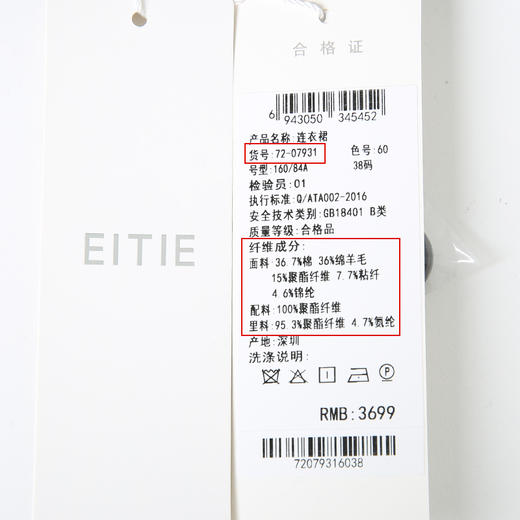 EITIE
合格证
6 943050 345452
产品名称:连衣裙
货号:72-07931 色号:60
号型:160/84A 38码
检验员:01
执行标准:Q/ATA002-2016
安全技术类别:GB18401 B类
质量等级:合格品
纤维成分:
面料:36.7%棉 36%绵羊毛
15%聚酯纤维 7.7%粘纤
4.6%锦纶
配料:100%聚酯纤维
里料:95.3%聚酯纤维 4.7%氨纶
产地:深圳
洗涤说明:
P
RMB:3699
72079316038